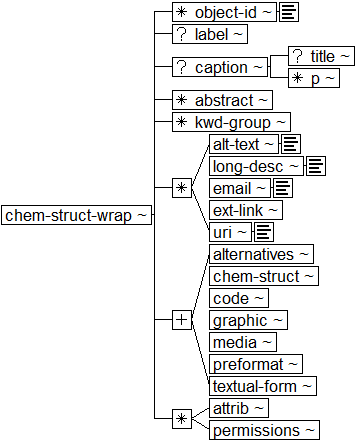 * object-id ~
? label ~
? caption ~
? title ~
* p ~
* abstract ~
* kwd-group ~
chem-struct-wrap ~
*
alt-text ~
long-desc ~
email ~
ext-link ~
uri ~
+
alternatives ~
chem-struct ~
code ~
graphic ~
media ~
preformat ~
textual-form ~
*
attrib ~
permissions ~